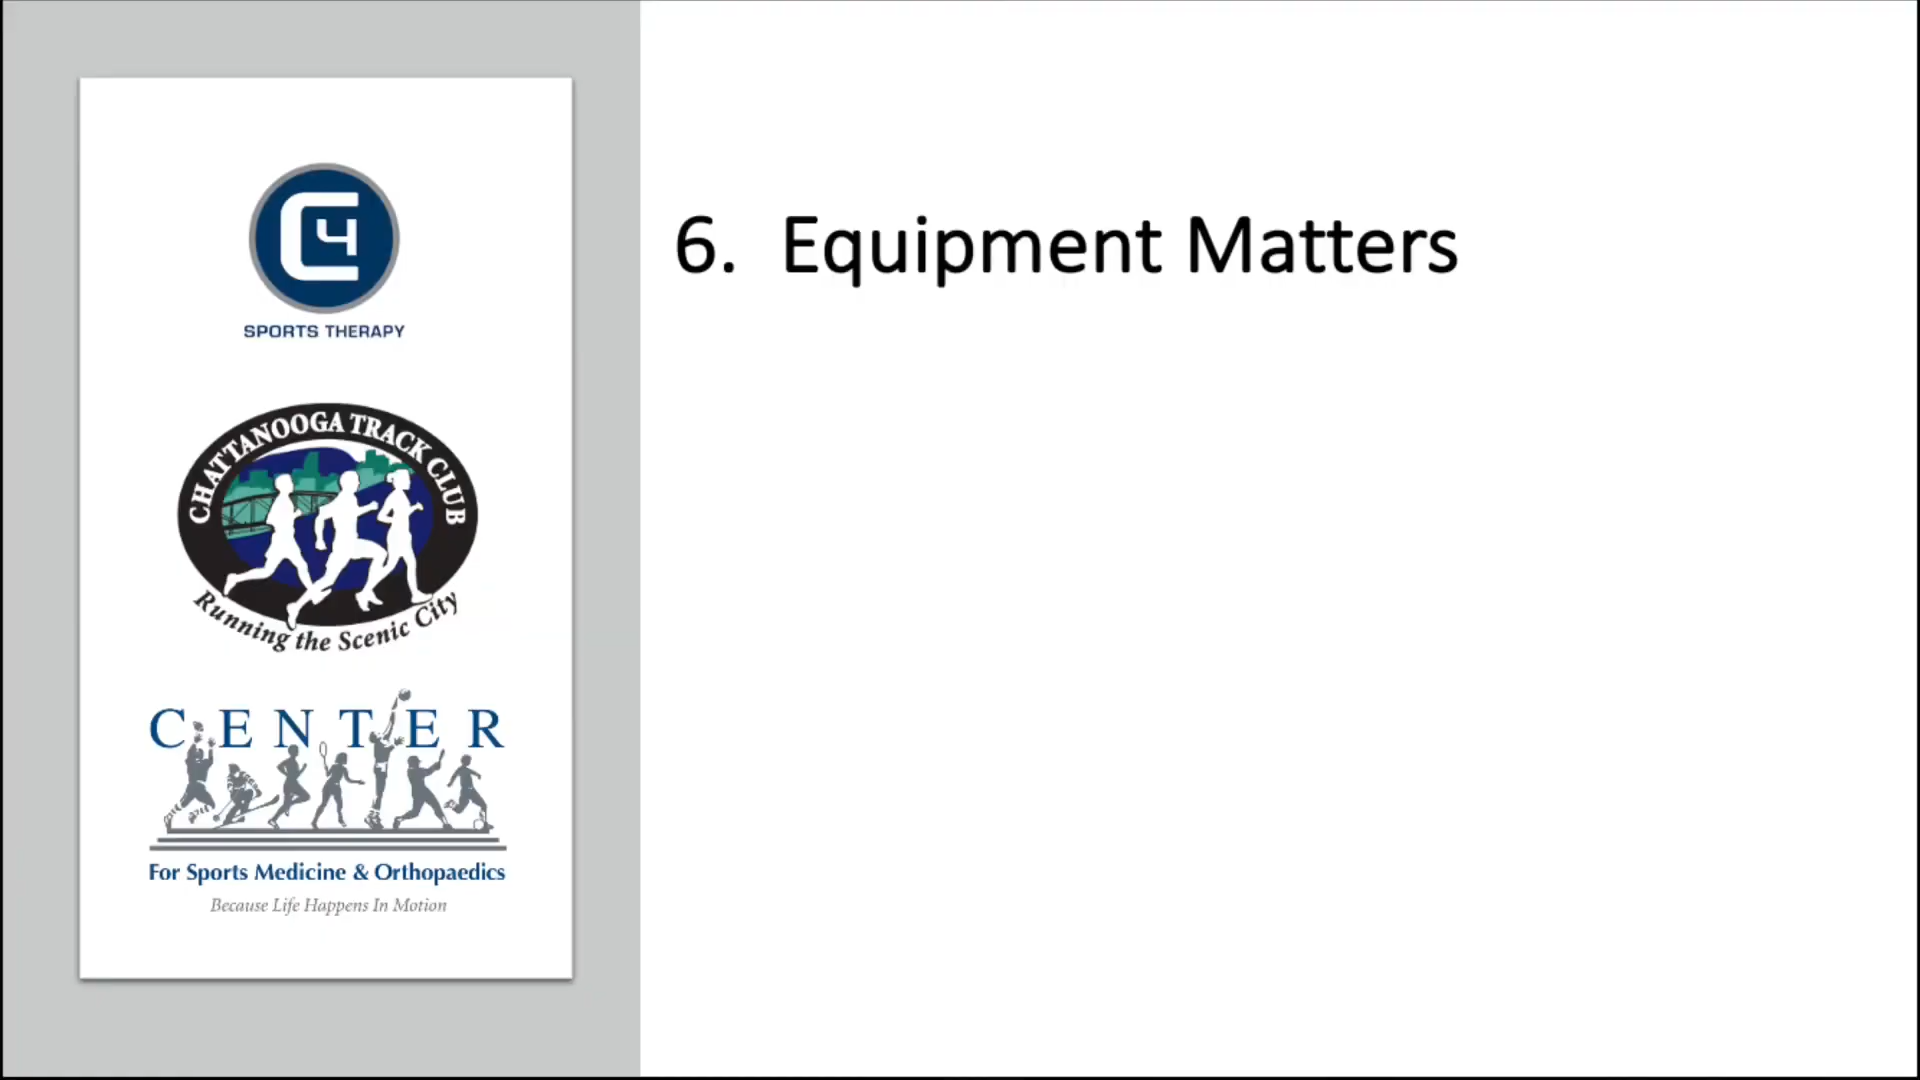 C4
SPORTS THERAPY
CHATTANOOGA TRACK CLUB
Running the Scenic City
CENTER
For Sports Medicine & Orthopaedics
Because Life Happens In Motion
6. Equipment Matters